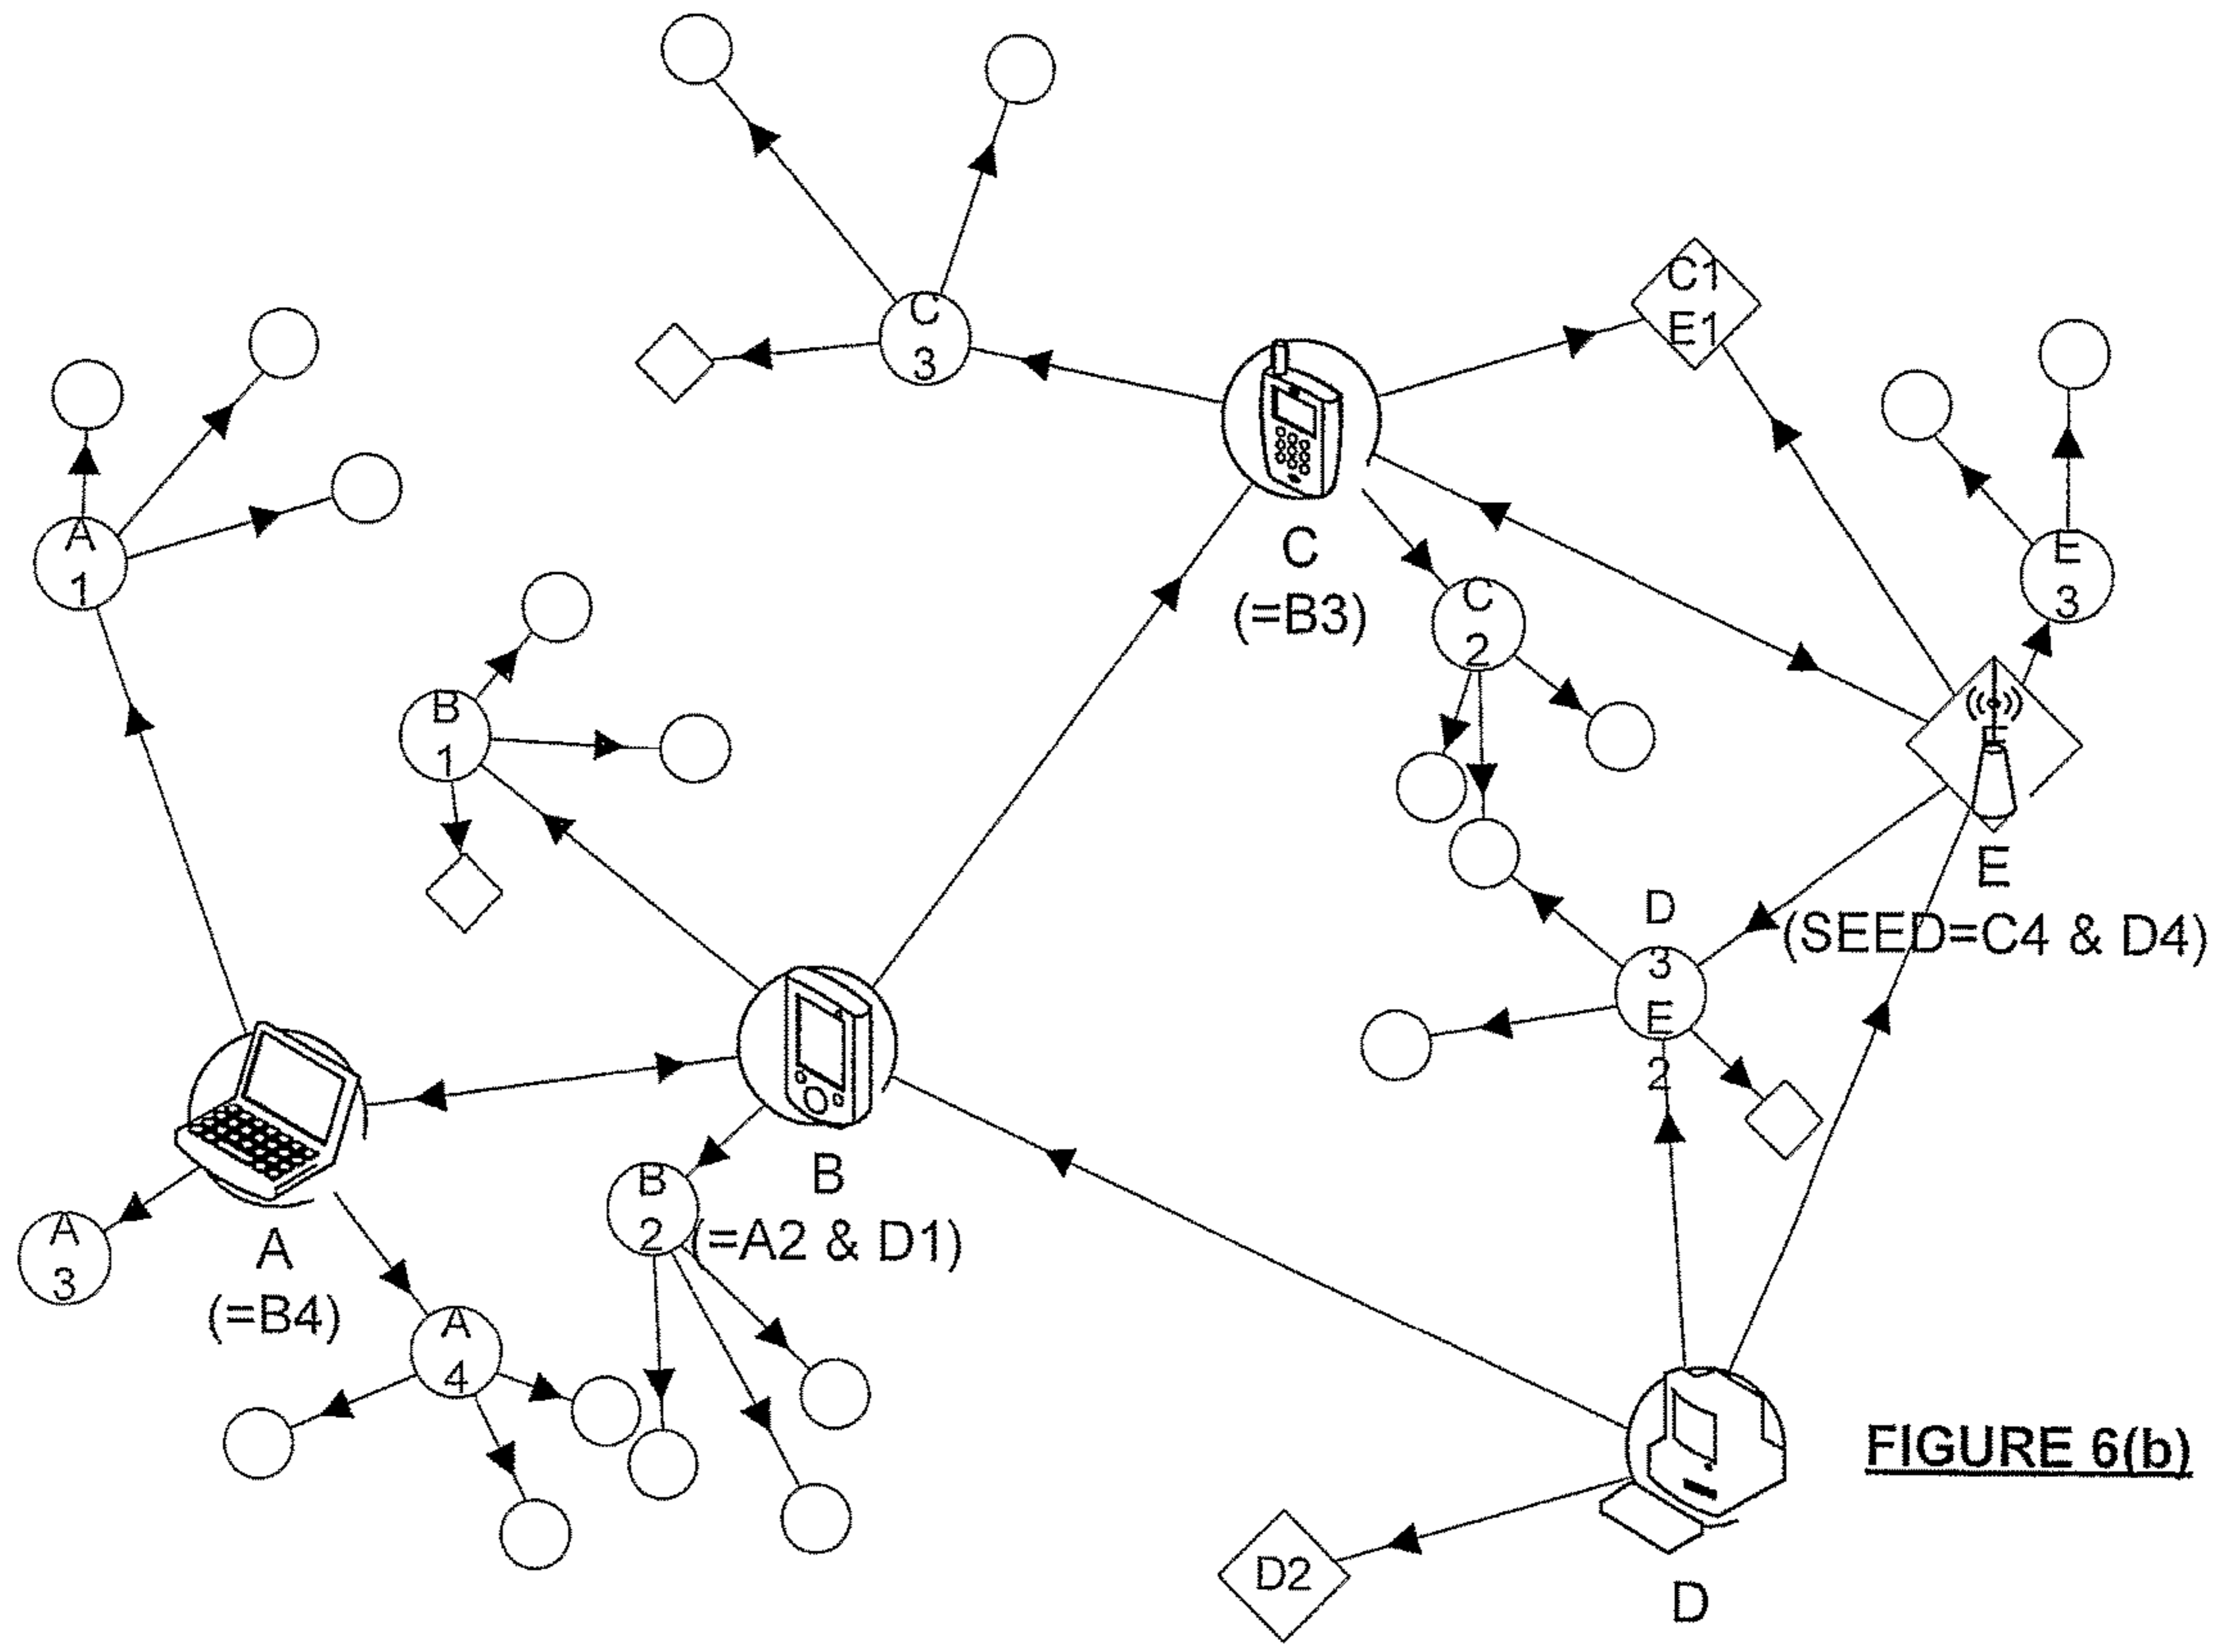 C
3
C1
E1
A
1
E
3
C
(=B3)
C
2
B
1
E
E
(SEED=C4 & D4)
D
3
E
2
B
(=A2 & D1)
B
2
A
(=B4)
A
3
A
4
FIGURE 6(b)
D2
D